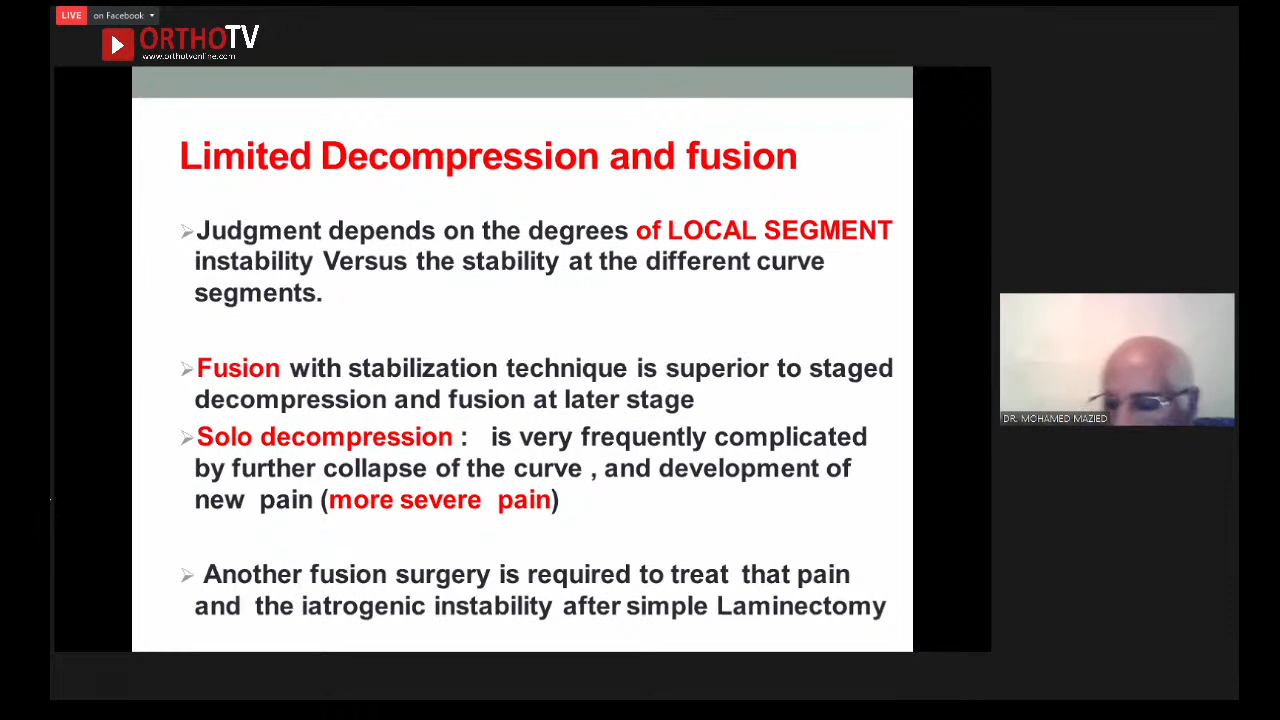 LIVE on Facebook
ORTHOTV
www.orthotvonline.com
Limited Decompression and fusion
Judgment depends on the degrees of LOCAL SEGMENT
instability Versus the stability at the different curve
segments.
Fusion with stabilization technique is superior to staged
decompression and fusion at later stage
Solo decompression : is very frequently complicated
by further collapse of the curve , and development of
new pain (more severe pain)
Another fusion surgery is required to treat that pain
and the iatrogenic instability after simple Laminectomy
DR. MOHAMED MAZIED